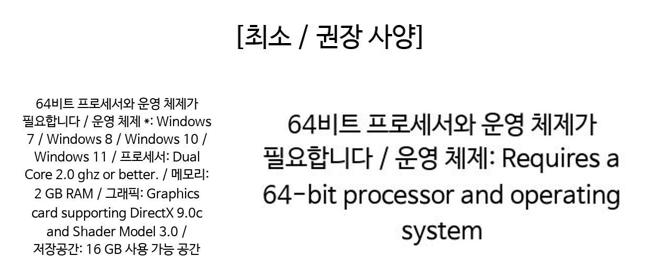 [최소 / 권장 사양]
64비트 프로세서와 운영 체제가
필요합니다 / 운영 체제 *: Windows
7 / Windows 8 / Windows 10 /
Windows 11 / 프로세서: Dual
Core 2.0 ghz or better. / 메모리:
2 GB RAM / 그래픽: Graphics
card supporting DirectX 9.0c
and Shader Model 3.0 /
저장공간: 16 GB 사용 가능 공간
64비트 프로세서와 운영 체제가
필요합니다 / 운영 체제: Requires a
64-bit processor and operating
system